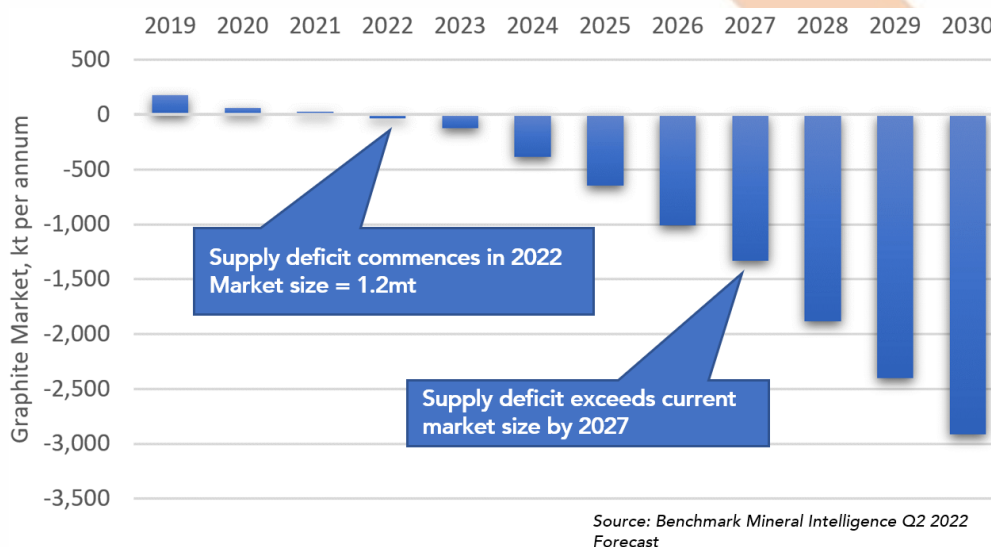 2019 2020 2021 2022 2023 2024 2025 2026 2027 2028 2029 2030
Graphite Market, kt per annum
500
0
-500
-1,000
-1,500
-2,000
-2,500
-3,000
-3,500
Supply deficit commences in 2022
Market size = 1.2mt
Supply deficit exceeds current
market size by 2027
Source: Benchmark Mineral Intelligence Q2 2022
Forecast